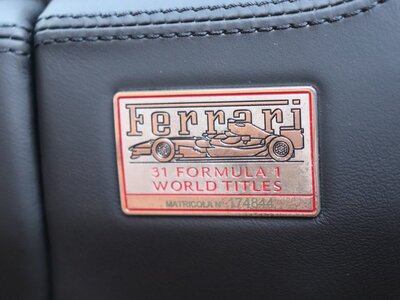 Ferrari
31 FORMULA 1
WORLD TITLES
MATRICOLA N° 174844